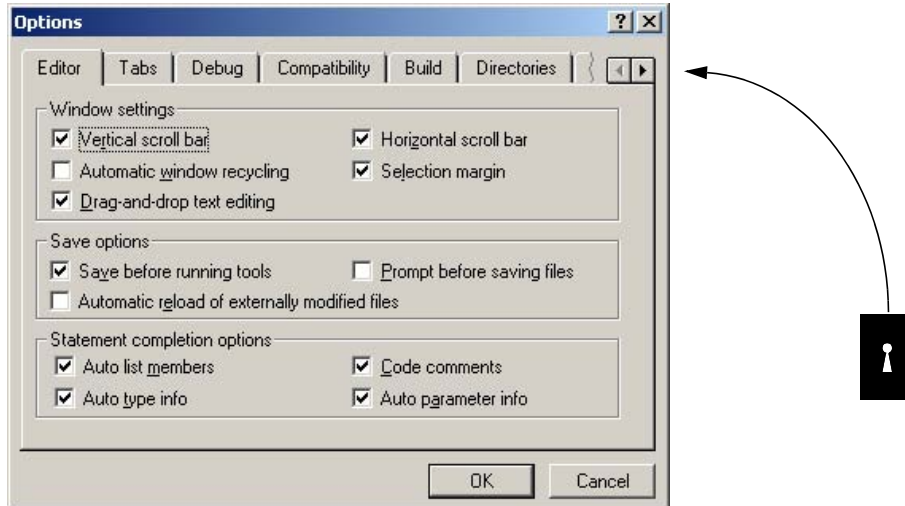 Options
Editor Tabs Debug Compatibility Build Directories
Window settings
Vertical scroll bar Horizontal scroll bar
Automatic window recycling Selection margin
Drag-and-drop text editing
Save options
Save before running tools Prompt before saving files
Automatic reload of externally modified files
Statement completion options
Auto list members Code comments
Auto type info Auto parameter info
OK Cancel